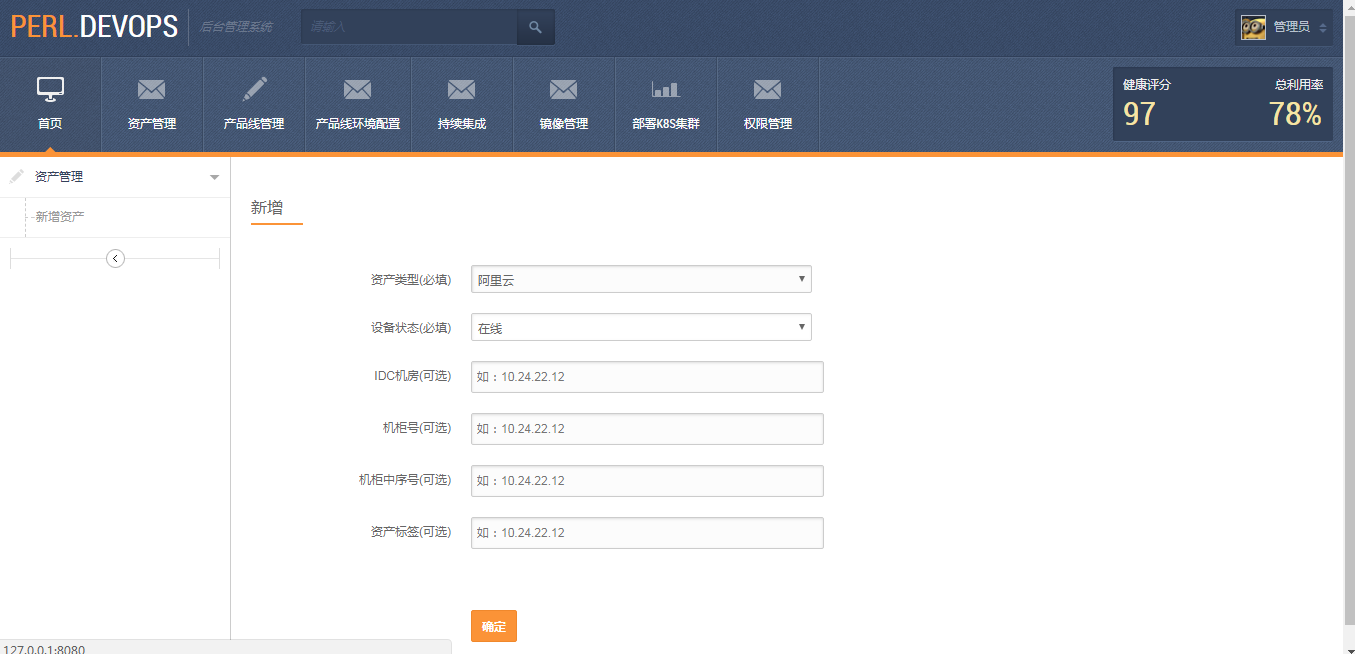 PERL.DEVOPS 后台管理系统 请输入 管理员
首页 资产管理 产品线管理 产品线环境配置 持续集成 镜像管理 部署K8S集群 权限管理
健康评分 总利用率
97 78%
资产管理
新增资产
新增
资产类型(必填) 阿里云
设备状态(必填) 在线
IDC机房(可选) 如：10.24.22.12
机柜号(可选) 如：10.24.22.12
机柜中序号(可选) 如：10.24.22.12
资产标签(可选) 如：10.24.22.12
确定
127.0.0.1:8080